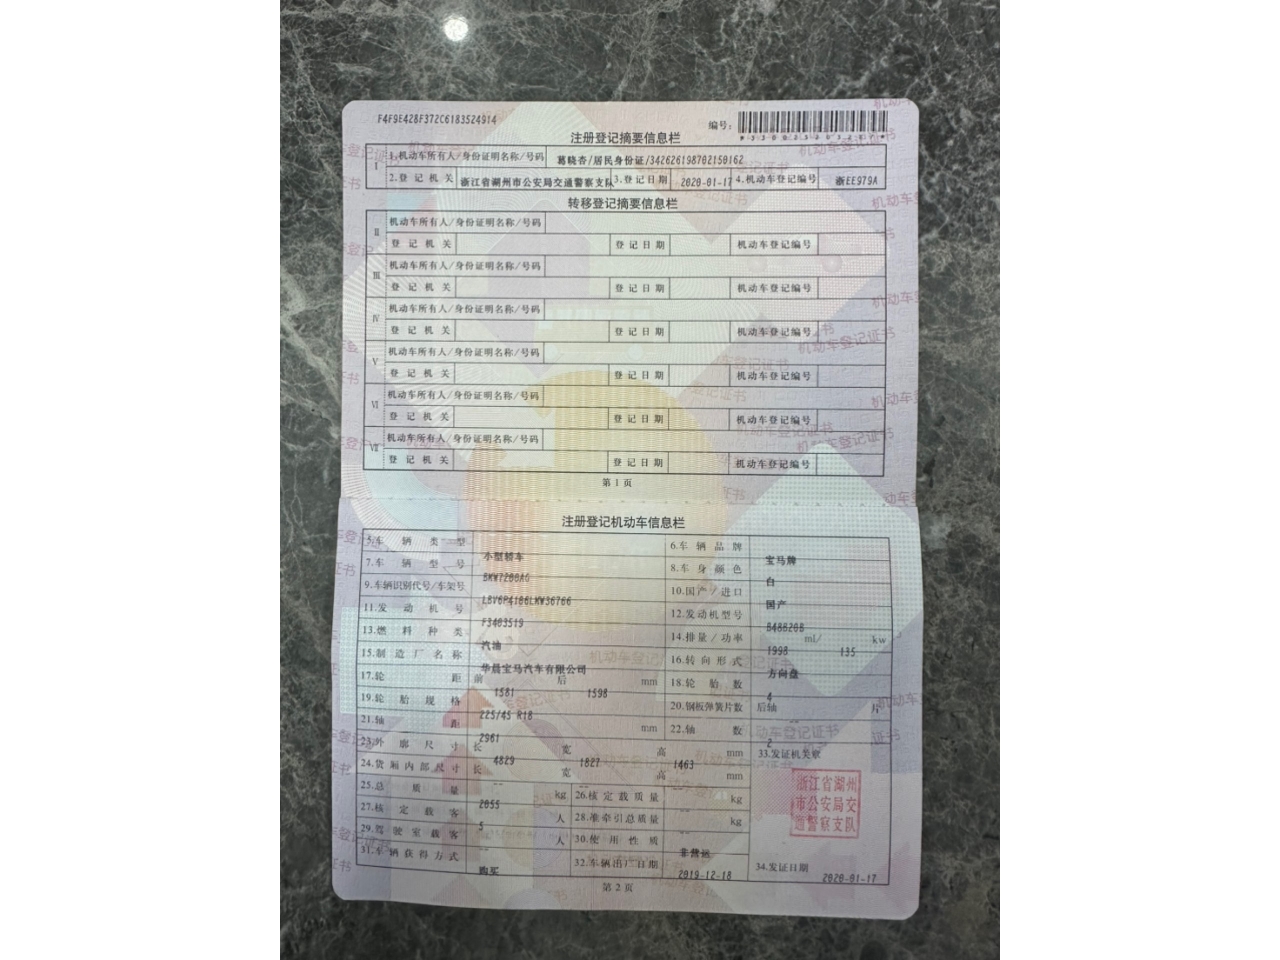 F4F9E428F372C6183524914
编号:
注册登记摘要信息栏
I 1.机动车所有人/身份证明名称/号码 葛晓杏/居民身份证/342626198702150162
2.登记机关 浙江省湖州市公安局交通警察支队 3.登记日期 2020-01-17 4.机动车登记编号 浙EE979A
转移登记摘要信息栏
II 机动车所有人/身份证明名称/号码
登记机关 登记日期 机动车登记编号
III 机动车所有人/身份证明名称/号码
登记机关 登记日期 机动车登记编号
IV 机动车所有人/身份证明名称/号码
登记机关 登记日期 机动车登记编号
V 机动车所有人/身份证明名称/号码
登记机关 登记日期 机动车登记编号
VI 机动车所有人/身份证明名称/号码
登记机关 登记日期 机动车登记编号
VII 机动车所有人/身份证明名称/号码
登记机关 登记日期 机动车登记编号
第1页
注册登记机动车信息栏
5.车辆类型 小型轿车 6.车辆品牌 宝马牌
7.车辆型号 8.车身颜色 白
9.车辆识别代号/车架号 10.国产/进口 国产
11.发动机号 F3403519 12.发动机型号 B48B20B
13.燃料种类 汽油 14.排量/功率 1998 ml/ 135 kw
15.制造厂名称 华晨宝马汽车有限公司 16.转向形式 方向盘
17.轮距 前 1581 后 1598 mm 18.轮胎数 4
19.轮胎规格 225/45 R18 20.钢板弹簧片数 后轴 -- 片
21.轴距 2961 mm 22.轴数 2
23.外廓尺寸 长 4829 宽 1827 高 1463 mm 33.发证机关章
24.货厢内部尺寸 长 -- 宽 -- 高 -- mm
浙江省湖州市公安局交通警察支队
25.总质量 2055 kg 26.核定载质量 -- kg
27.核定载客 5 人 28.准牵引总质量 -- kg
29.驾驶室载客 -- 人 30.使用性质 非营运
31.车辆获得方式 购买 32.车辆出厂日期 2019-12-18 34.发证日期 2020-01-17
第2页